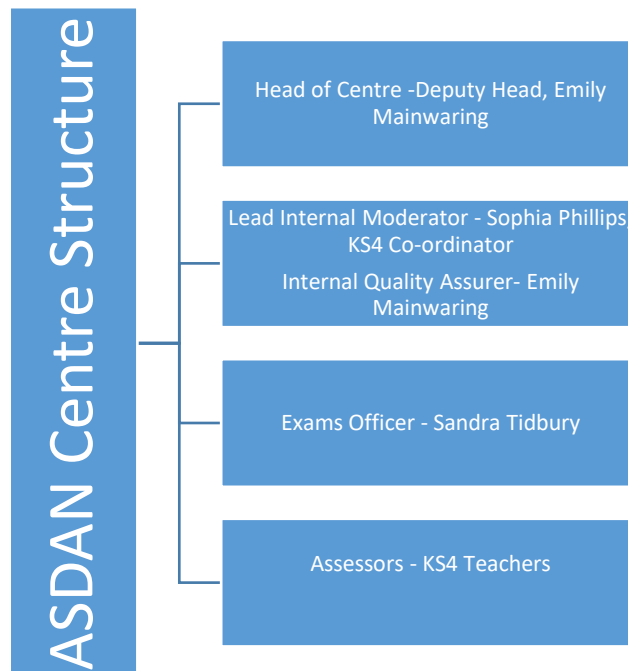 ASDAN Centre Structure
Head of Centre -Deputy Head, Emily
Mainwaring
Lead Internal Moderator - Sophia Phillips,
KS4 Co-ordinator
Internal Quality Assurer- Emily
Mainwaring
Exams Officer - Sandra Tidbury
Assessors - KS4 Teachers